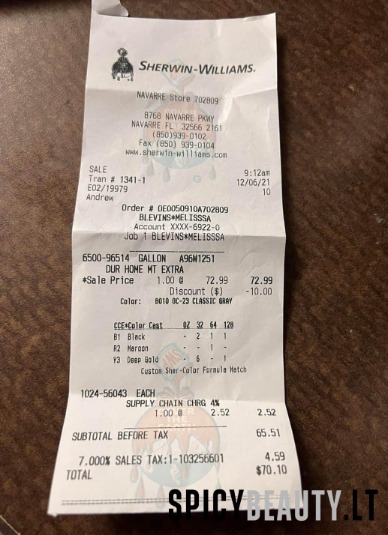 SHERWIN-WILLIAMS.
NAVARRE Store 702809
8768 NAVARRE PKWY
NAVARRE FL 32566 2161
(850)939-0102
Fax (850) 939-0104
www.sherwin-williams.com
SALE 9:12am
Tran # 1341-1 12/06/21
E02/19979 10
Andrew
Order # OE0050910A702809
BLEVINS*MELISSSA
Account XXXX-6922-0
Job 1 BLEVINS*MELISSSA
6500-96514 GALLON A96W1251
DUR HOME MT EXTRA
*Sale Price 1.00 @ 72.99 72.99
Discount ($) -10.00
Color: 8010 OC-23 CLASSIC GRAY
CCE*Color Cast OZ 32 64 128
B1 Black - 2 1 1
R2 Maroon - - 1 -
Y3 Deep Gold - 6 - 1
Custom Sher-Color Formula Match
1024-56043 EACH
SUPPLY CHAIN CHRG 4%
1.00 @ 2.52 2.52
SUBTOTAL BEFORE TAX 65.51
7.000% SALES TAX:1-103256601 4.59
TOTAL $70.10
SPICYBEAUTY.LT